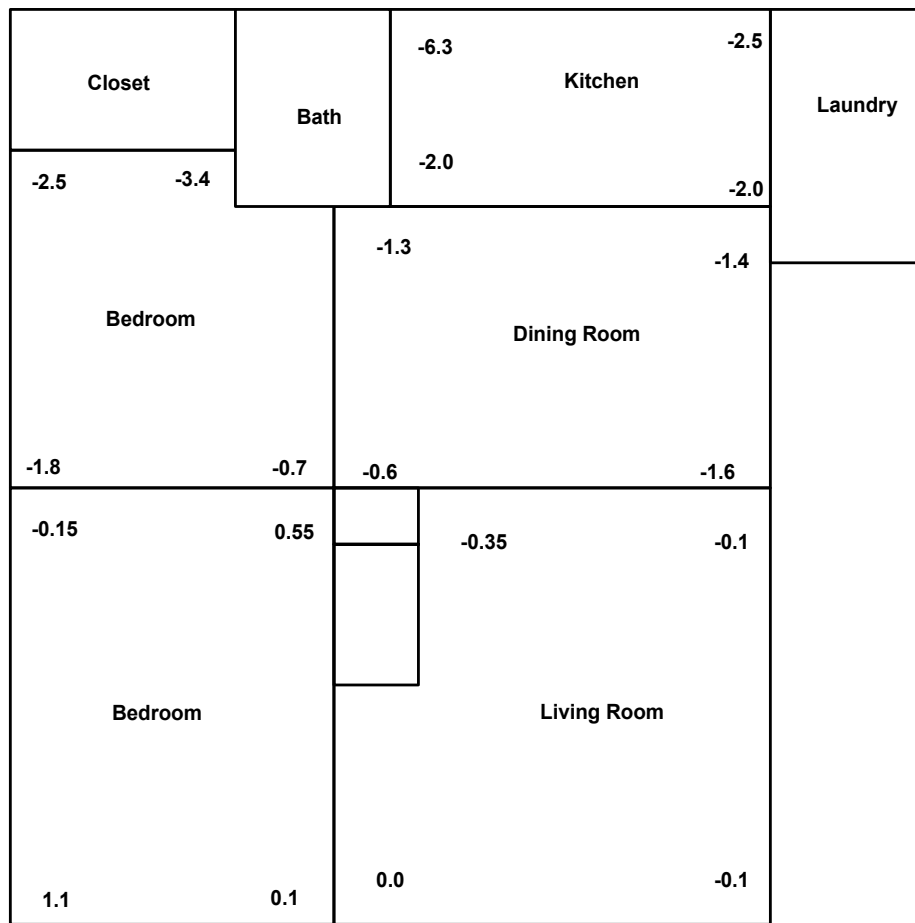 -6.3
-2.5
Closet
Kitchen
Bath
Laundry
-2.5
-3.4
-2.0
-2.0
-1.3
-1.4
Bedroom
Dining Room
-1.8
-0.7
-0.6
-1.6
-0.15
0.55
-0.35
-0.1
Bedroom
Living Room
1.1
0.1
0.0
-0.1